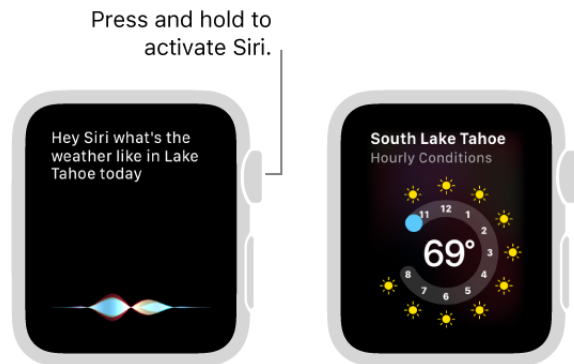 Press and hold to
activate Siri.
Hey Siri what's the
weather like in Lake
Tahoe today
South Lake Tahoe
Hourly Conditions
11 12 1
2
3
4
5
6
7
8
69°